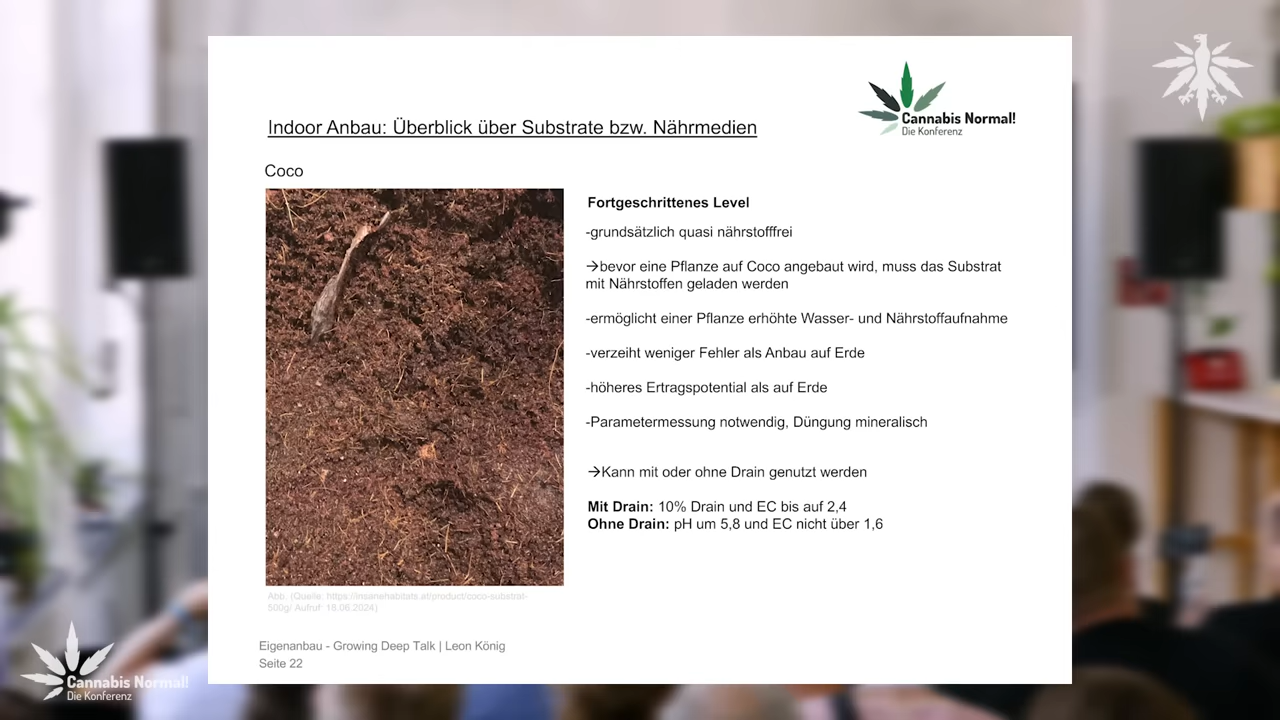 Cannabis Normal!
Die Konferenz
Indoor Anbau: Überblick über Substrate bzw. Nährmedien
Coco
Fortgeschrittenes Level
-grundsätzlich quasi nährstofffrei
→bevor eine Pflanze auf Coco angebaut wird, muss das Substrat
mit Nährstoffen geladen werden
-ermöglicht einer Pflanze erhöhte Wasser- und Nährstoffaufnahme
-verzeiht weniger Fehler als Anbau auf Erde
-höheres Ertragspotential als auf Erde
-Parametermessung notwendig, Düngung mineralisch
→Kann mit oder ohne Drain genutzt werden
Mit Drain: 10% Drain und EC bis auf 2,4
Ohne Drain: pH um 5,8 und EC nicht über 1,6
Abb. (Quelle: https://insanehabitats.at/product/coco-substrat-
500g/ Aufruf: 18.06.2024)
Eigenanbau - Growing Deep Talk | Leon König
Seite 22
Cannabis Normal!
Die Konferenz